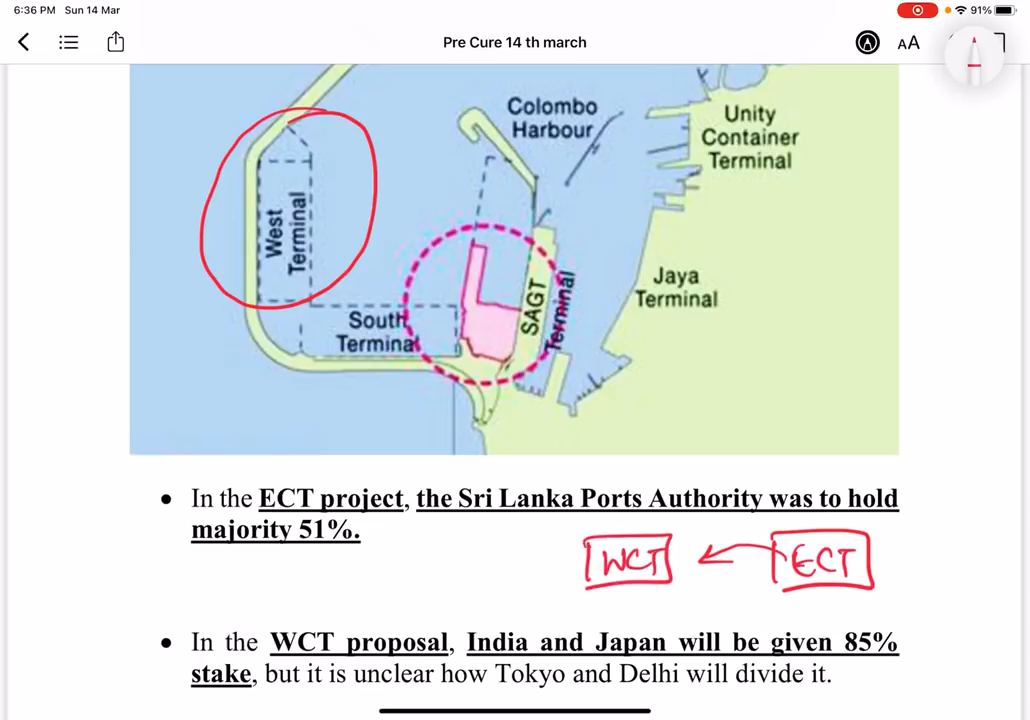 6:36 PM Sun 14 Mar
91%
Pre Cure 14 th march
AA
Colombo
Harbour
Unity
Container
Terminal
West
Terminal
Jaya
Terminal
SAGT
Terminal
South
Terminal
• In the ECT project, the Sri Lanka Ports Authority was to hold
majority 51%.
WCT ECT
• In the WCT proposal, India and Japan will be given 85%
stake, but it is unclear how Tokyo and Delhi will divide it.